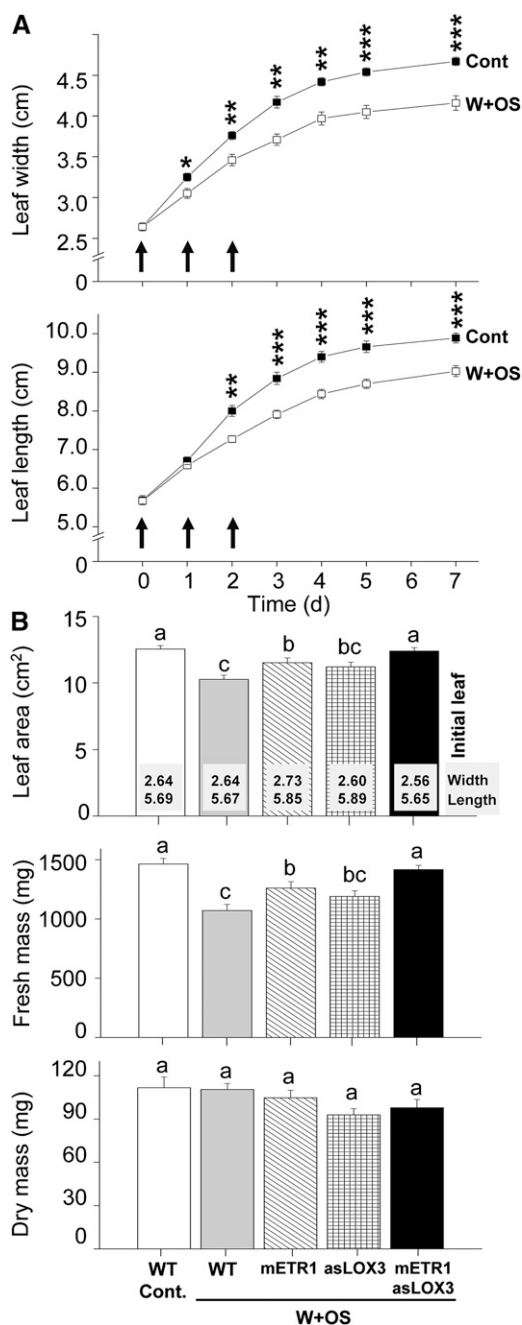 A
Leaf width (cm)
4.5
4.0
3.5
3.0
2.5
0
*
**
**
**
***
***
Cont
W+OS
Leaf length (cm)
10.0
9.0
8.0
7.0
6.0
5.0
0
**
***
***
***
***
Cont
W+OS
0 1 2 3 4 5 6 7
Time (d)
B
Leaf area (cm²)
15
10
5
0
a c b bc a
2.64 2.64 2.73 2.60 2.56 Width
5.69 5.67 5.85 5.89 5.65 Length
Initial leaf
Fresh mass (mg)
1500
1000
500
0
a c b bc a
Dry mass (mg)
120
90
60
30
0
a a a a a
WT WT mETR1 asLOX3 mETR1
Cont. asLOX3
W+OS